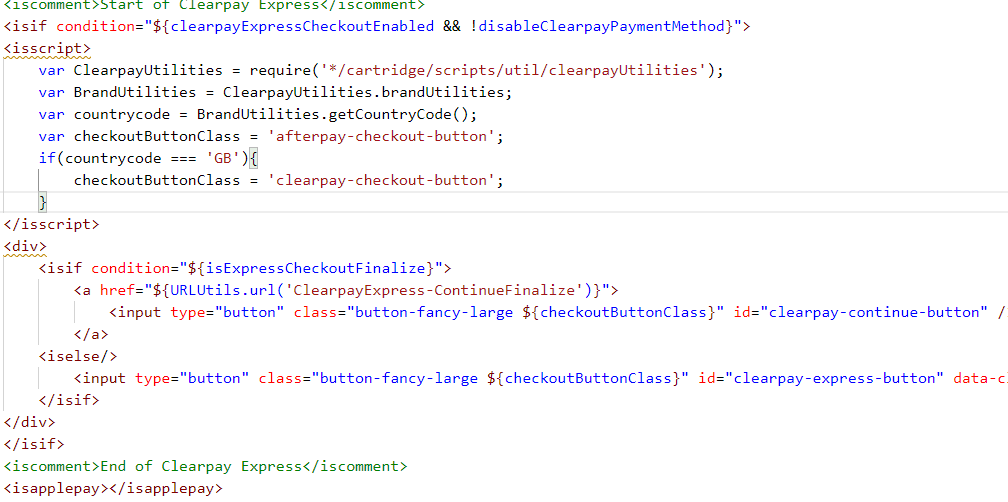 <iscomment>Start of Clearpay Express</iscomment>
<isif condition="${clearpayExpressCheckoutEnabled && !disableClearpayPaymentMethod}">
<isscript>
    var ClearpayUtilities = require('*/cartridge/scripts/util/clearpayUtilities');
    var BrandUtilities = ClearpayUtilities.brandUtilities;
    var countrycode = BrandUtilities.getCountryCode();
    var checkoutButtonClass = 'afterpay-checkout-button';
    if(countrycode === 'GB'){
        checkoutButtonClass = 'clearpay-checkout-button';
    }
</isscript>
<div>
    <isif condition="${isExpressCheckoutFinalize}">
        <a href="${URLUtils.url('ClearpayExpress-ContinueFinalize')}">
            <input type="button" class="button-fancy-large ${checkoutButtonClass}" id="clearpay-continue-button" /
        </a>
    <iselse/>
        <input type="button" class="button-fancy-large ${checkoutButtonClass}" id="clearpay-express-button" data-c
    </isif>
</div>
</isif>
<iscomment>End of Clearpay Express</iscomment>
<isapplepay></isapplepay>